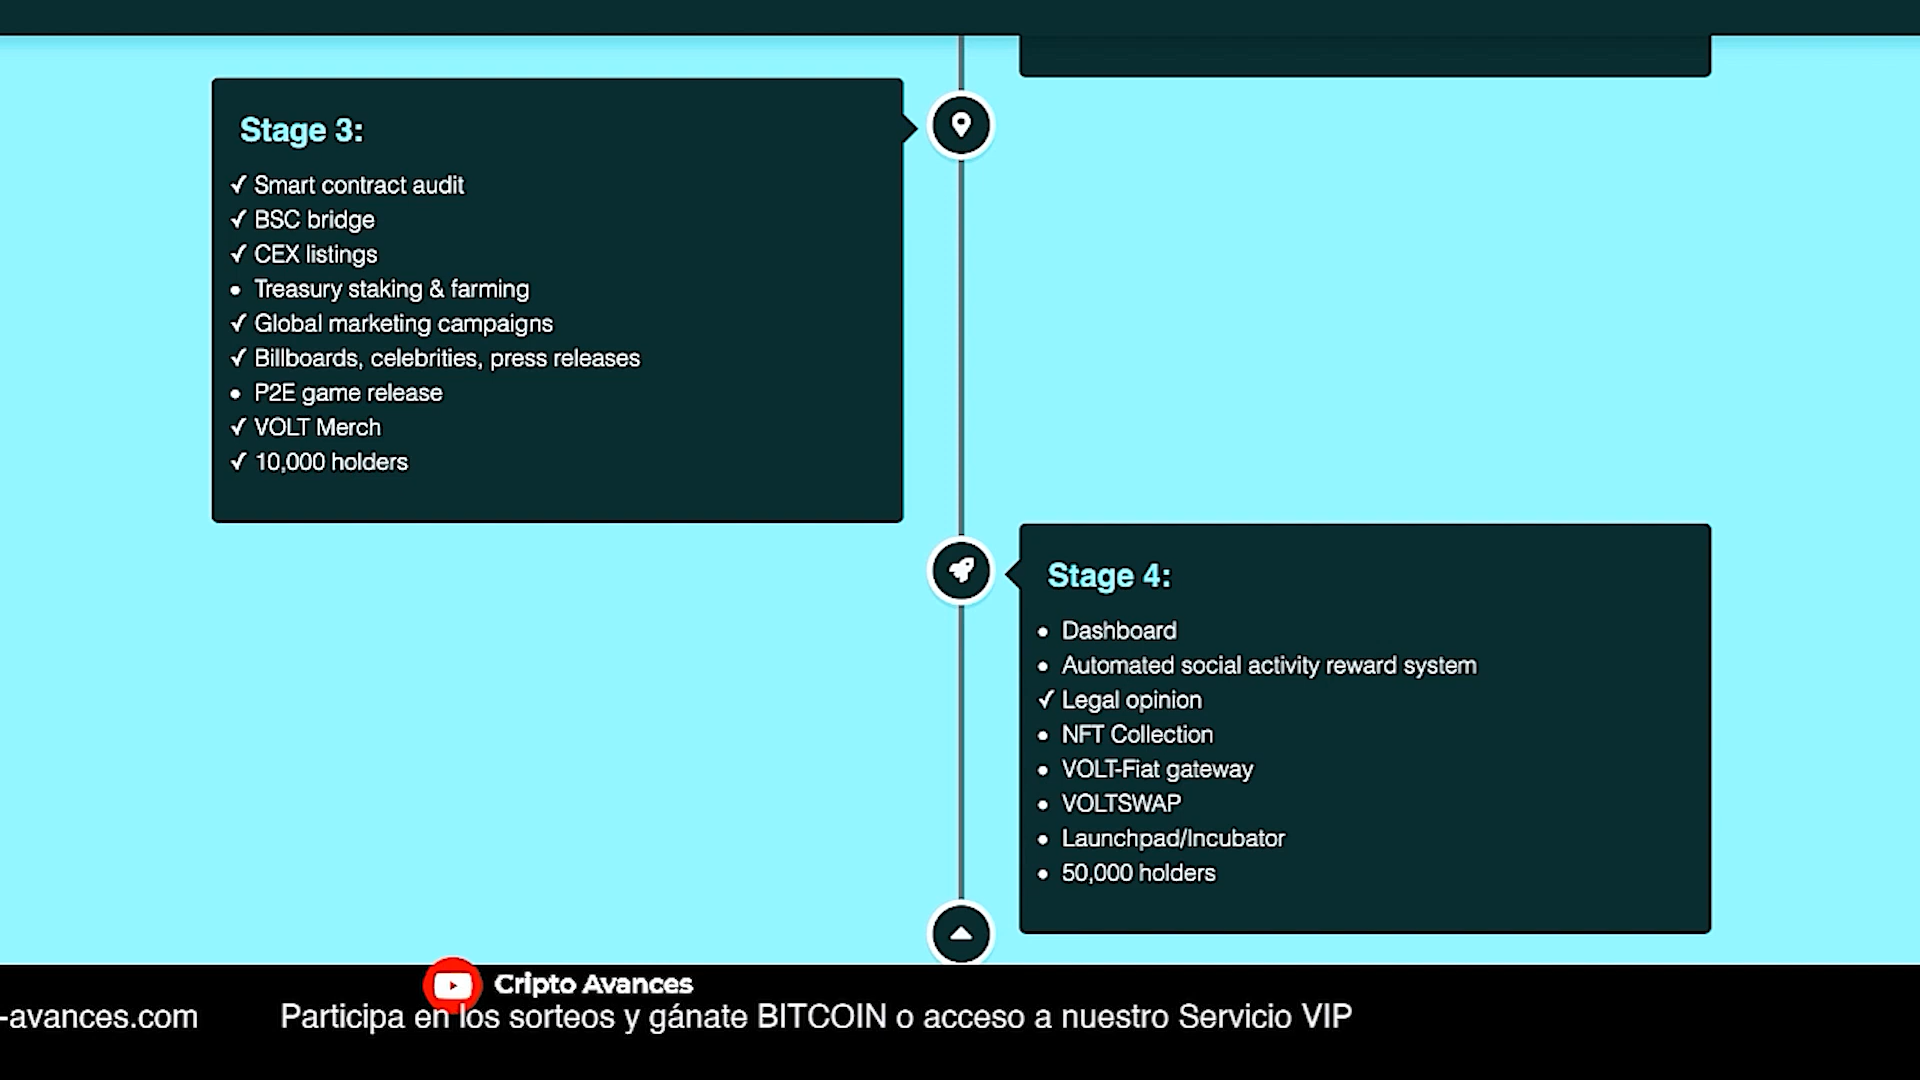 Stage 3:
✓ Smart contract audit
✓ BSC bridge
✓ CEX listings
• Treasury staking & farming
✓ Global marketing campaigns
✓ Billboards, celebrities, press releases
• P2E game release
✓ VOLT Merch
✓ 10,000 holders
Stage 4:
• Dashboard
• Automated social activity reward system
✓ Legal opinion
• NFT Collection
• VOLT-Fiat gateway
• VOLTSWAP
• Launchpad/Incubator
• 50,000 holders
Cripto Avances
-avances.com Participa en los sorteos y gánate BITCOIN o acceso a nuestro Servicio VIP